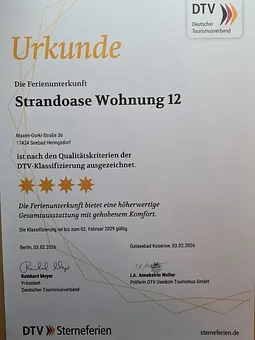 DTV
Deutscher
Tourismusverband
Urkunde
Die Ferienunterkunft
Strandoase Wohnung 12
Maxim-Gorki-Straße 36
17424 Seebad Heringsdorf
ist nach den Qualitätskriterien der
DTV-Klassifizierung ausgezeichnet.
Die Ferienunterkunft bietet eine höherwertige
Gesamtausstattung mit gehobenem Komfort.
Die Klassifizierung ist bis zum 02. Februar 2029 gültig.
Berlin, 03.02.2026
Ostseebad Koserow, 03.02.2026
Reinhard Meyer
Präsident
Deutscher Tourismusverband
i.A. Annekatrin Wolter
Prüferin DTV Usedom Tourismus GmbH
DTV Sterneferien
sterneferien.de